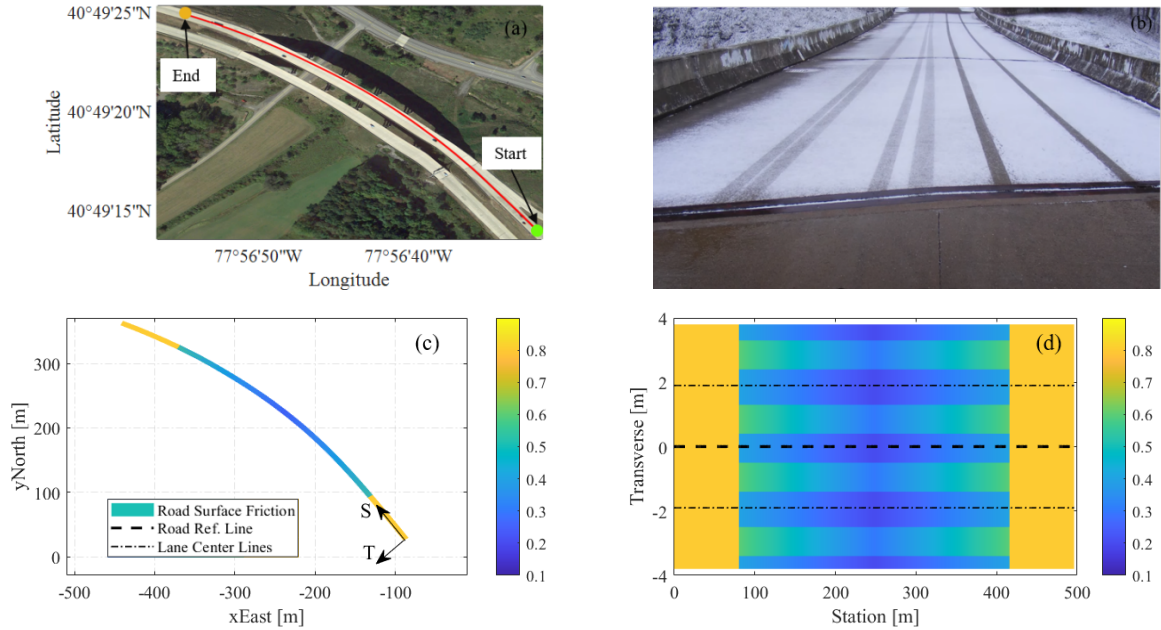 (a)
40°49'25"N
40°49'20"N
40°49'15"N
Latitude
End
Start
77°56'50"W
77°56'40"W
Longitude
(b)
(c)
300
200
100
0
yNorth [m]
-500
-400
-300
-200
-100
xEast [m]
S
T
Road Surface Friction
Road Ref. Line
Lane Center Lines
0.8
0.7
0.6
0.5
0.4
0.3
0.2
0.1
(d)
4
2
0
-2
-4
Transverse [m]
0
100
200
300
400
500
Station [m]
0.8
0.7
0.6
0.5
0.4
0.3
0.2
0.1